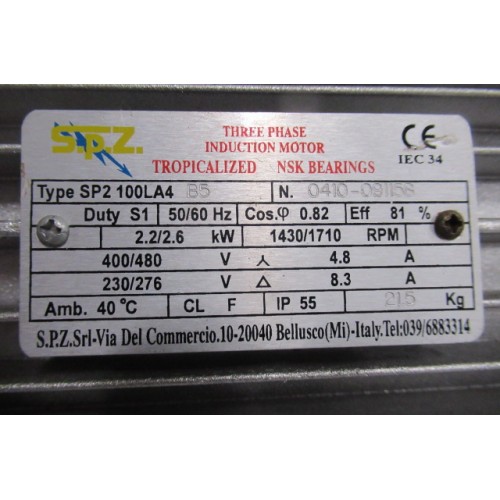 S.P.Z.
THREE PHASE
INDUCTION MOTOR
TROPICALIZED NSK BEARINGS
CE
IEC 34
Type SP2 100LA4 B5 N. 0410-091158
Duty S1 50/60 Hz Cos.φ 0.82 Eff 81 %
2.2/2.6 kW 1430/1710 RPM
400/480 V ⅄ 4.8 A
230/276 V △ 8.3 A
Amb. 40 °C CL F IP 55 21.5 Kg
S.P.Z.Srl-Via Del Commercio.10-20040 Bellusco(Mi)-Italy.Tel:039/6883314